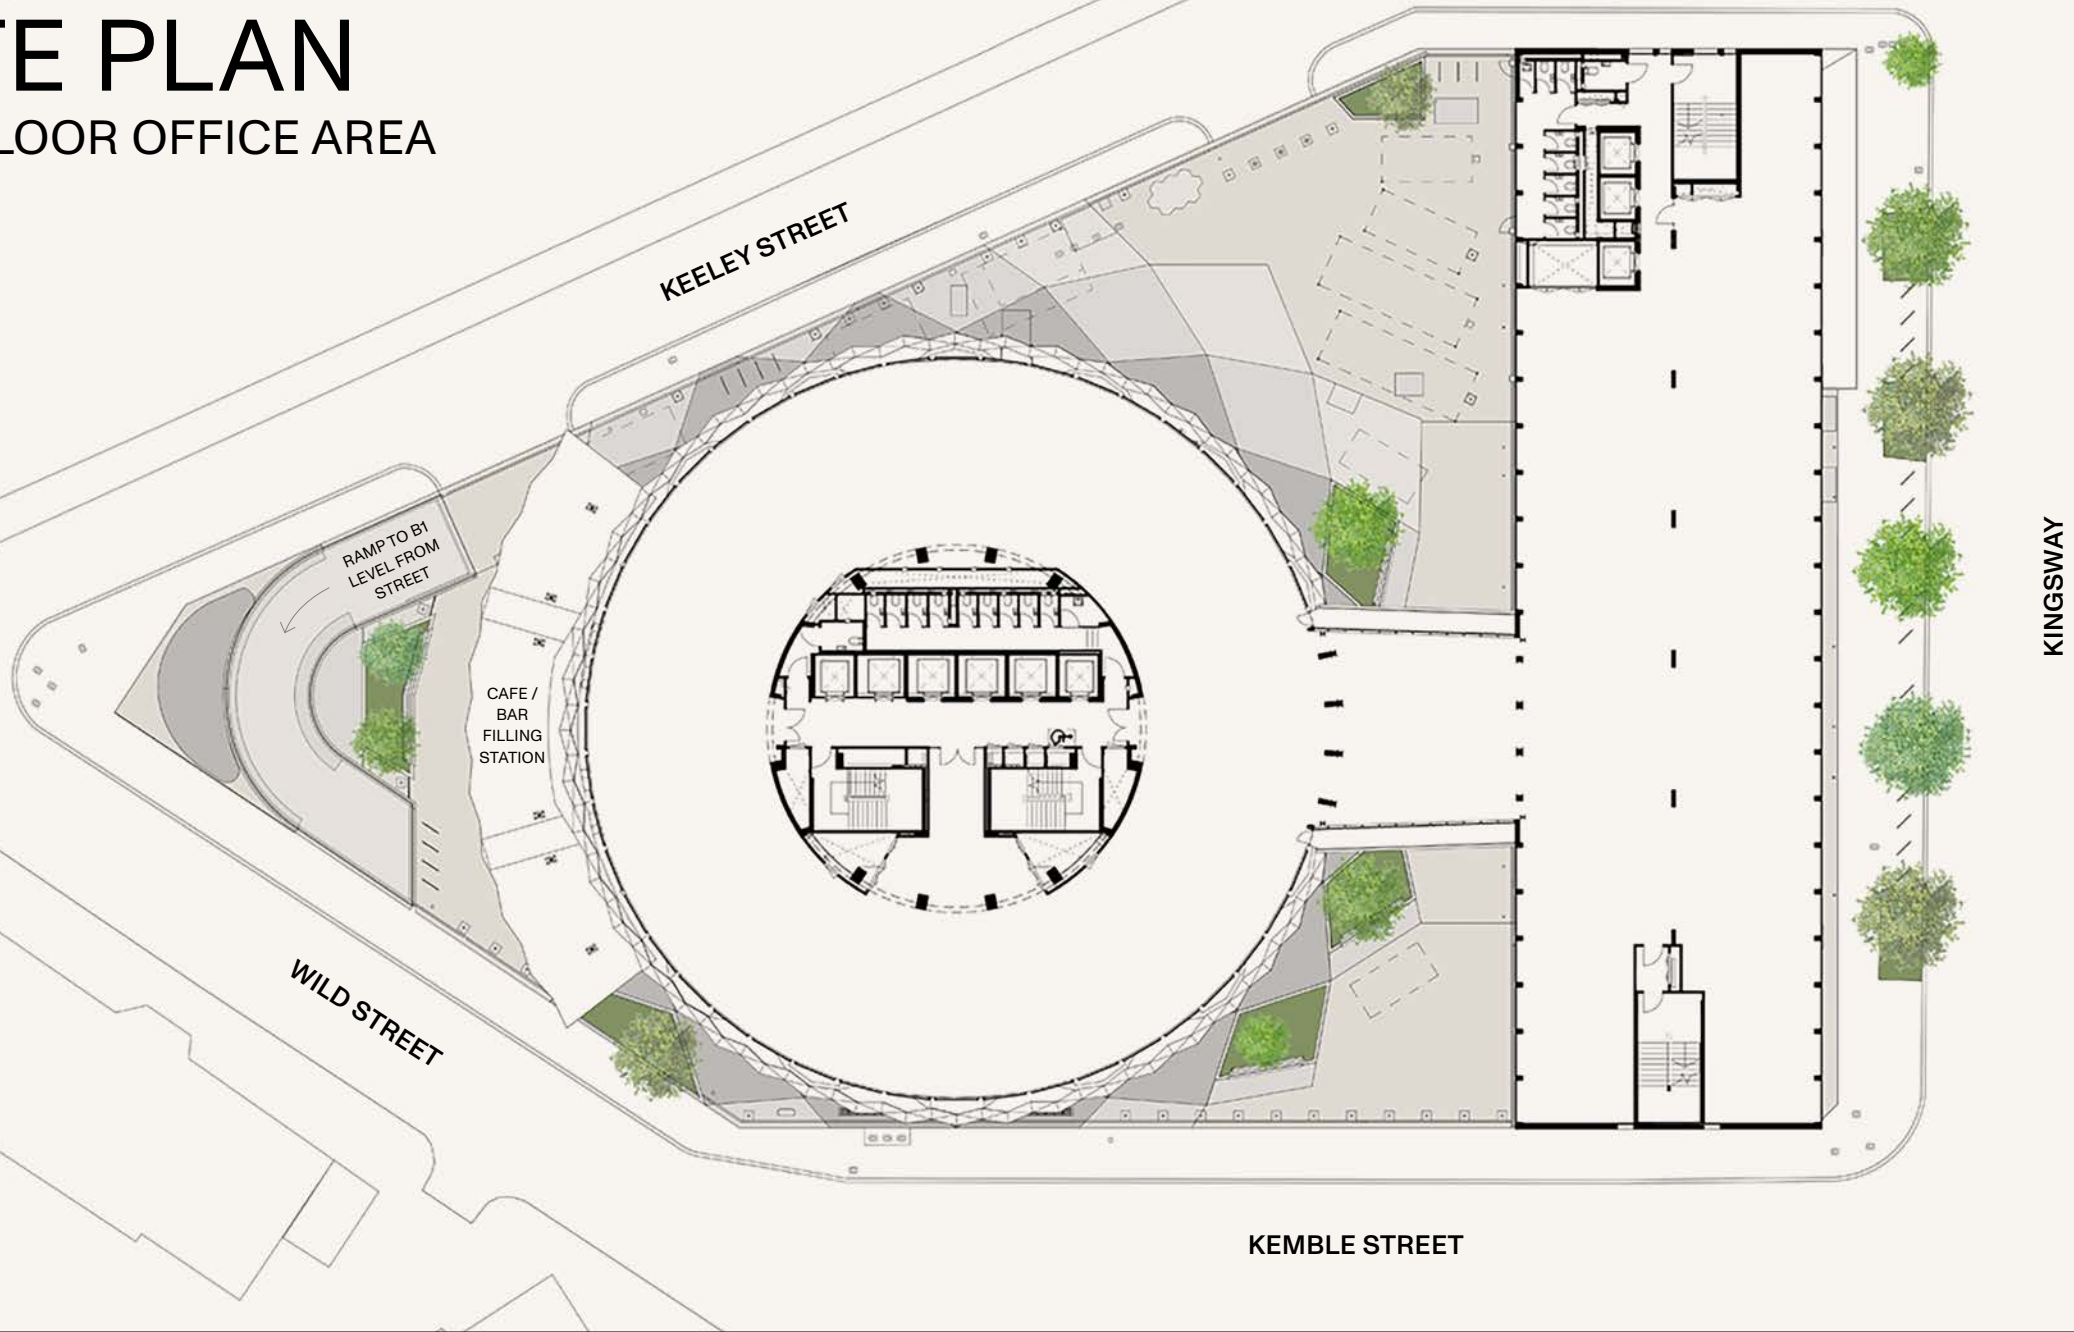 TE PLAN
LOOR OFFICE AREA
KEELEY STREET
RAMP TO B1
LEVEL FROM
STREET
CAFE /
BAR
FILLING
STATION
KINGSWAY
WILD STREET
KEMBLE STREET